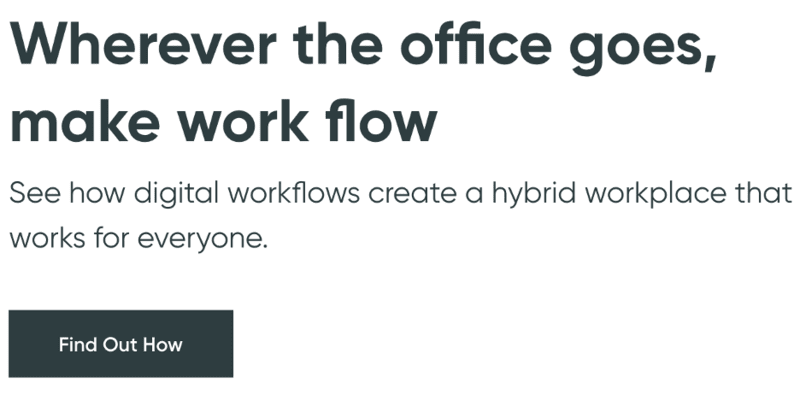 Wherever the office goes,
make work flow
See how digital workflows create a hybrid workplace that
works for everyone.
Find Out How